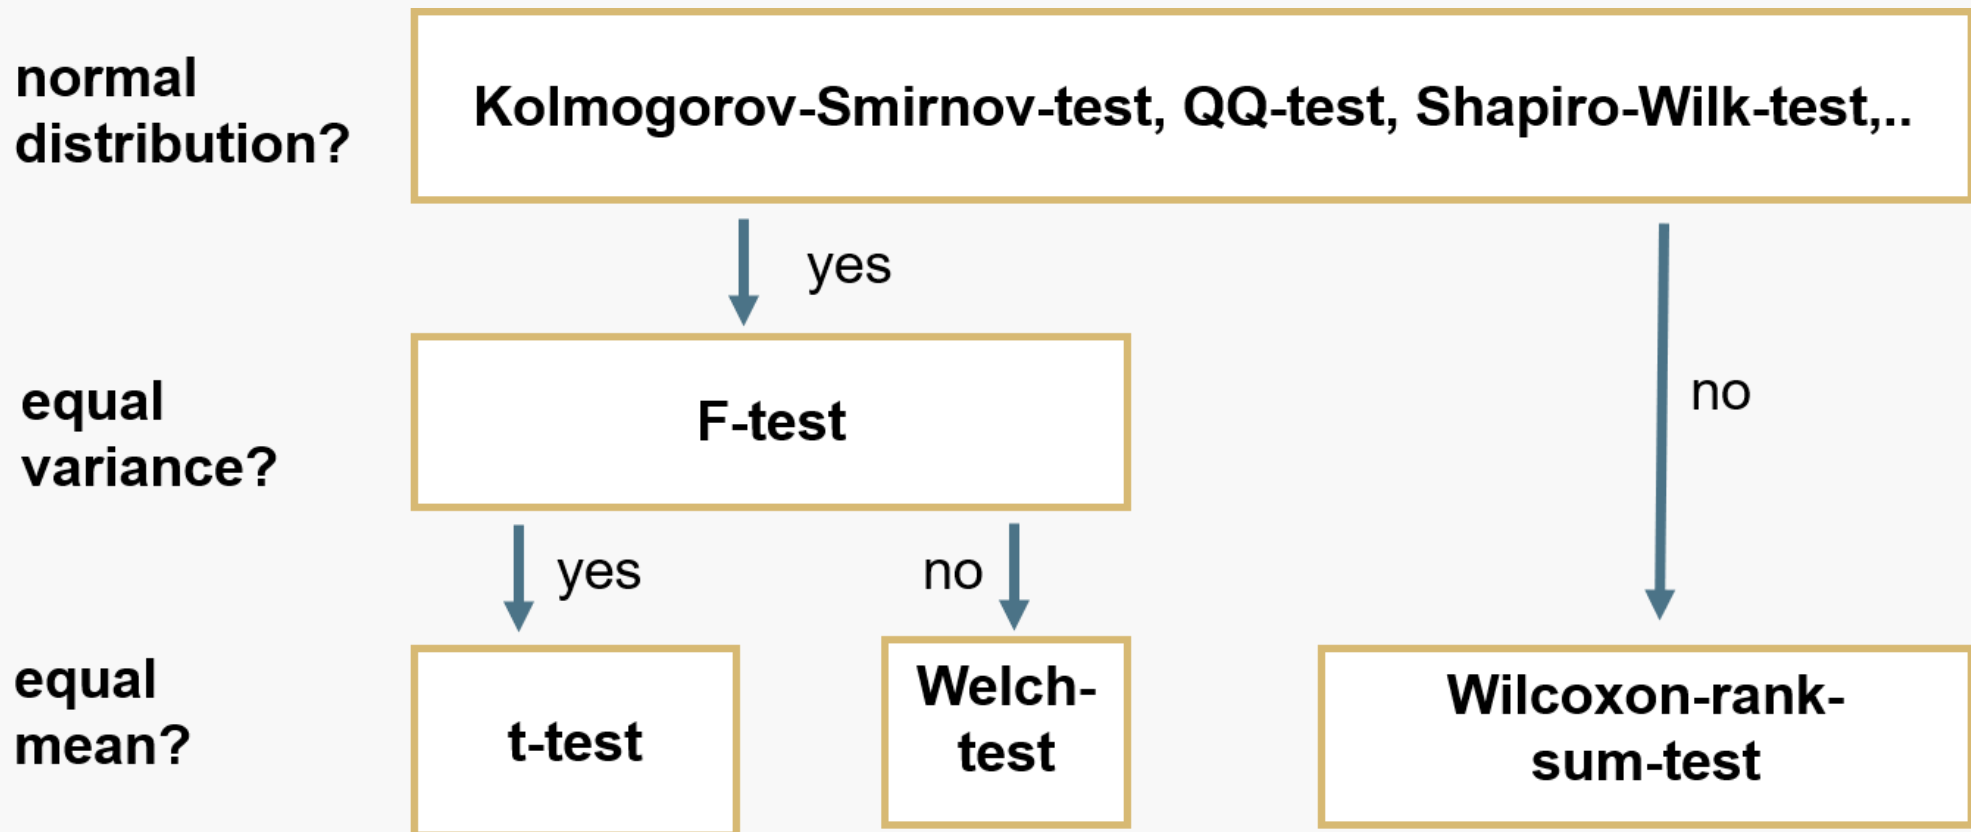 normal
distribution?
Kolmogorov-Smirnov-test, QQ-test, Shapiro-Wilk-test,..
yes
no
equal
variance?
F-test
yes
no
equal
mean?
t-test
Welch-
test
Wilcoxon-rank-
sum-test